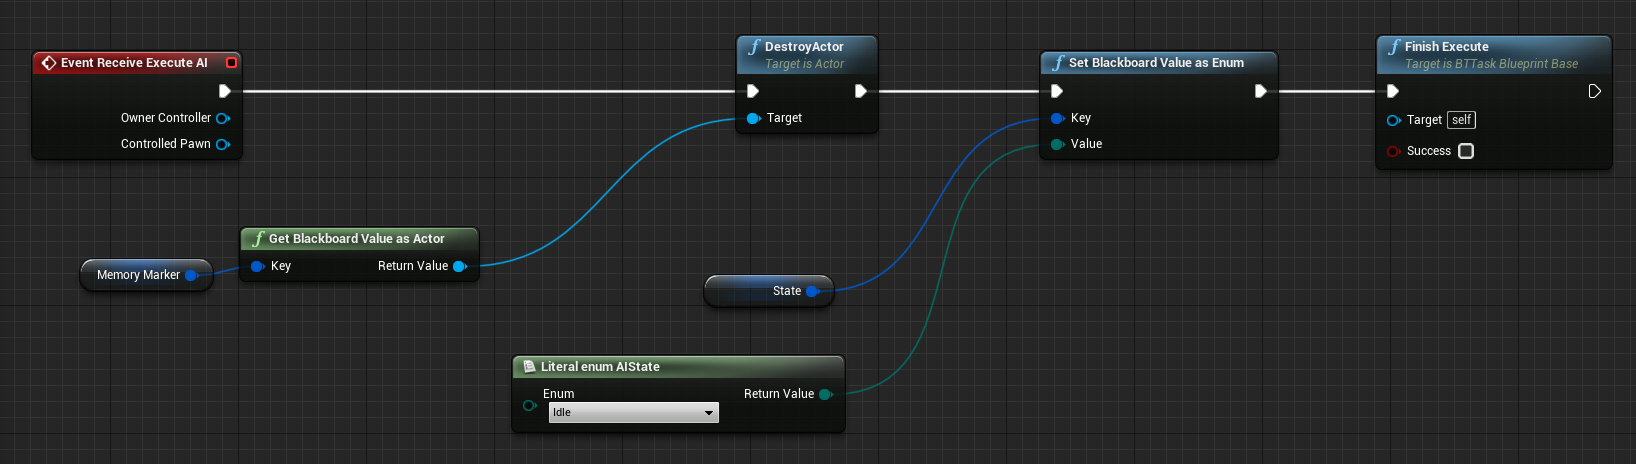 Event Receive Execute AI
Owner Controller
Controlled Pawn
DestroyActor
Target is Actor
Target
Set Blackboard Value as Enum
Key
Value
Finish Execute
Target is BTTask Blueprint Base
Target self
Success
Memory Marker
Get Blackboard Value as Actor
Key Return Value
State
Literal enum AIState
Enum Return Value
Idle